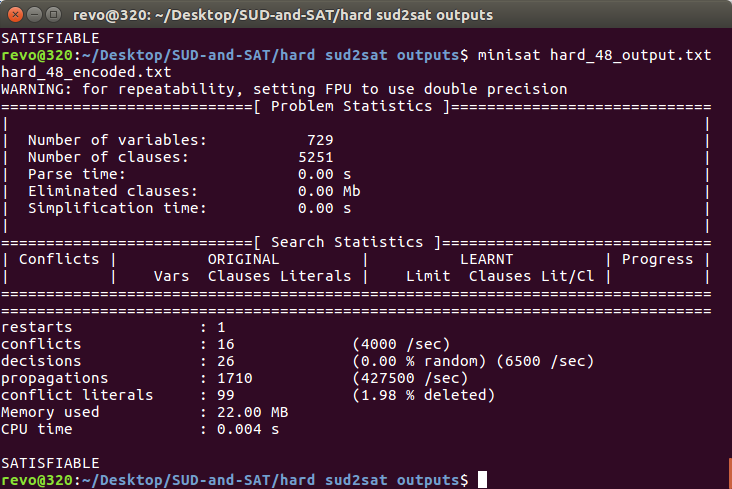 revo@320: ~/Desktop/SUD-and-SAT/hard sud2sat outputs
SATISFIABLE
revo@320:~/Desktop/SUD-and-SAT/hard sud2sat outputs$ minisat hard_48_output.txt
hard_48_encoded.txt
WARNING: for repeatability, setting FPU to use double precision
============================[ Problem Statistics ]=============================
|                                                                             |
|  Number of variables:           729                                         |
|  Number of clauses:            5251                                         |
|  Parse time:                   0.00 s                                       |
|  Eliminated clauses:           0.00 Mb                                      |
|  Simplification time:          0.00 s                                       |
|                                                                             |
============================[ Search Statistics ]==============================
| Conflicts |          ORIGINAL         |          LEARNT          | Progress |
|           |    Vars  Clauses Literals |    Limit  Clauses Lit/Cl |          |
===============================================================================
===============================================================================
restarts              : 1
conflicts             : 16             (4000 /sec)
decisions             : 26             (0.00 % random) (6500 /sec)
propagations          : 1710           (427500 /sec)
conflict literals     : 99             (1.98 % deleted)
Memory used           : 22.00 MB
CPU time              : 0.004 s
SATISFIABLE
revo@320:~/Desktop/SUD-and-SAT/hard sud2sat outputs$